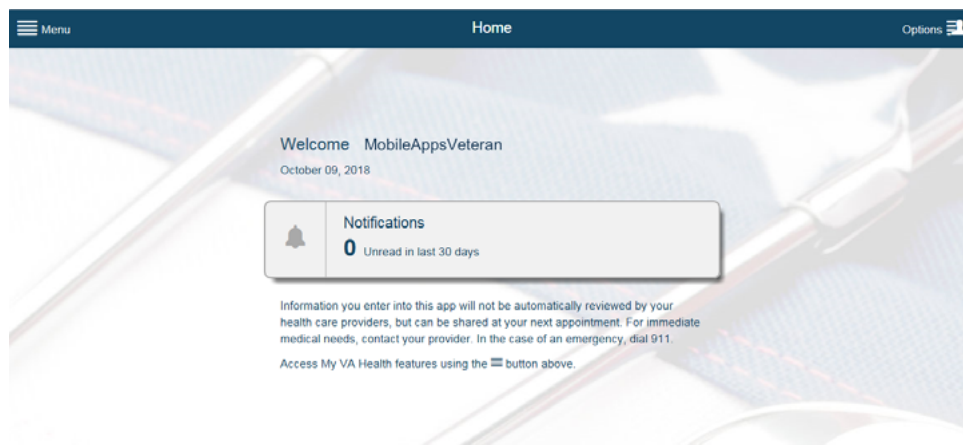 Menu Home Options
Welcome MobileAppsVeteran
October 09, 2018
Notifications
0 Unread in last 30 days
Information you enter into this app will not be automatically reviewed by your
health care providers, but can be shared at your next appointment. For immediate
medical needs, contact your provider. In the case of an emergency, dial 911.
Access My VA Health features using the button above.